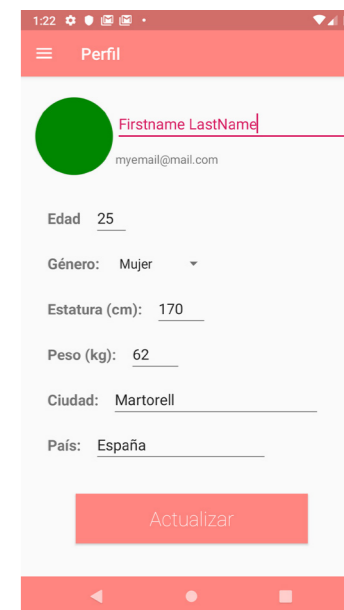 1:22
Perfil
Firstname LastName
myemail@mail.com
Edad 25
Género: Mujer
Estatura (cm): 170
Peso (kg): 62
Ciudad: Martorell
País: España
Actualizar